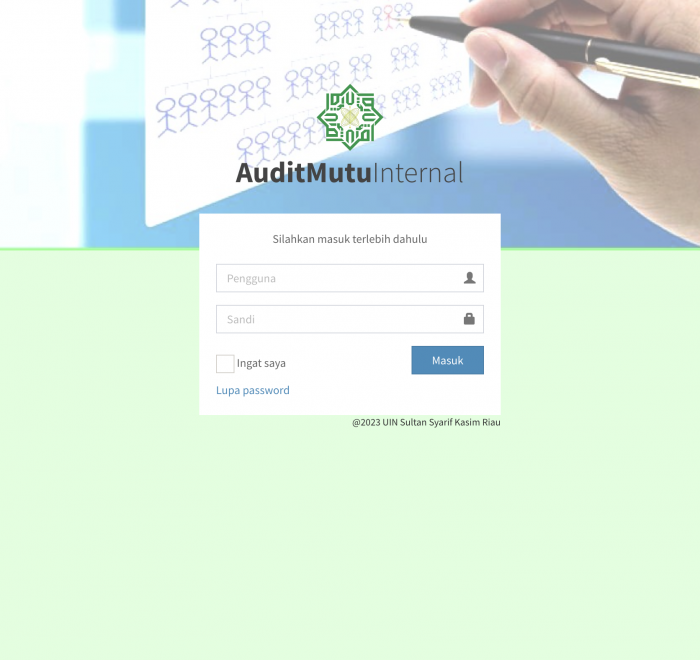 AuditMutuInternal
Silahkan masuk terlebih dahulu
Pengguna
Sandi
Ingat saya
Masuk
Lupa password
@2023 UIN Sultan Syarif Kasim Riau